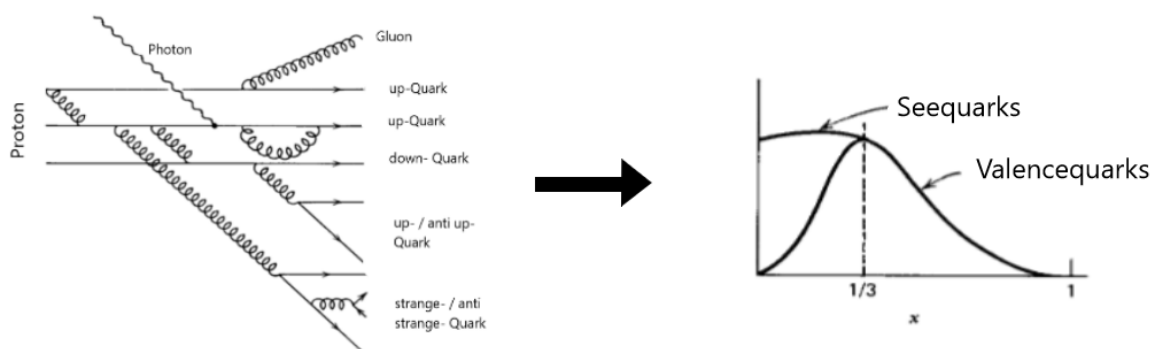 Photon
Gluon
up-Quark
up-Quark
down- Quark
up- / anti up-
Quark
strange- / anti
strange- Quark
Proton
Seequarks
Valencequarks
1/3
1
x